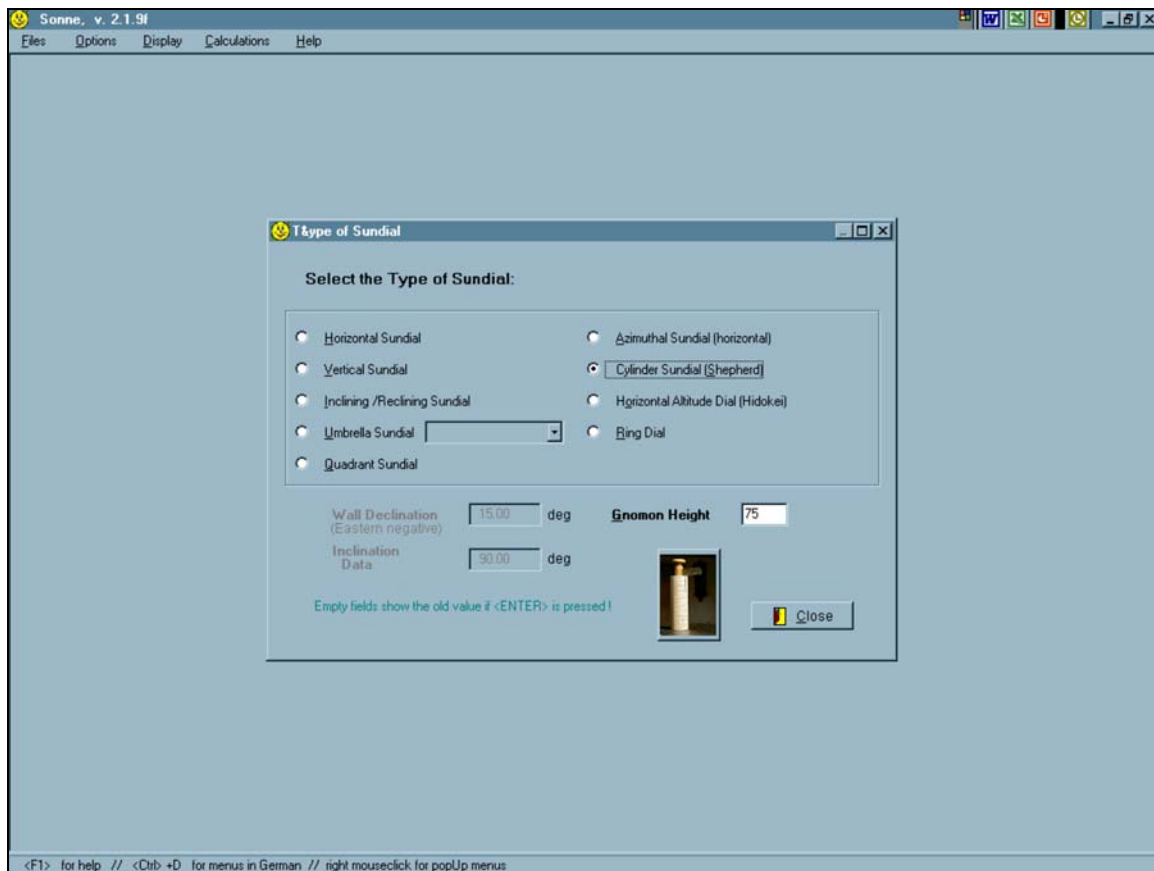 Sonne, v. 2.1.9f
Files Options Display Calculations Help
T&ype of Sundial
Select the Type of Sundial:
Horizontal Sundial
Vertical Sundial
Inclining /Reclining Sundial
Umbrella Sundial
Quadrant Sundial
Azimuthal Sundial (horizontal)
Cylinder Sundial (Shepherd)
Horizontal Altitude Dial (Hidokei)
Ring Dial
Wall Declination 15.00 deg
(Eastern negative)
Inclination
Data 90.00 deg
Gnomon Height 75
Empty fields show the old value if <ENTER> is pressed !
Close
<F1> for help // <Ctrl> +D for menus in German // right mouseclick for popUp menus